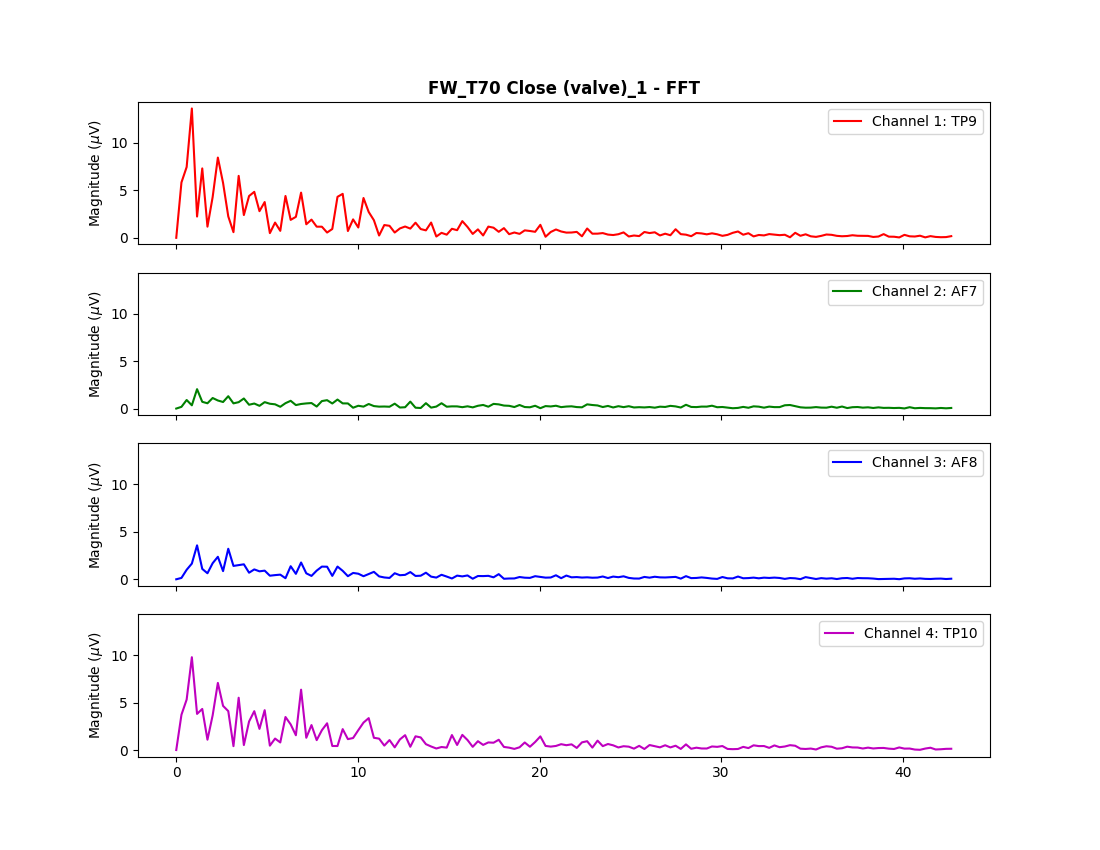 FW_T70 Close (valve)_1 - FFT
Magnitude (μV)
10
5
0
Channel 1: TP9
Magnitude (μV)
10
5
0
Channel 2: AF7
Magnitude (μV)
10
5
0
Channel 3: AF8
Magnitude (μV)
10
5
0
Channel 4: TP10
0 10 20 30 40